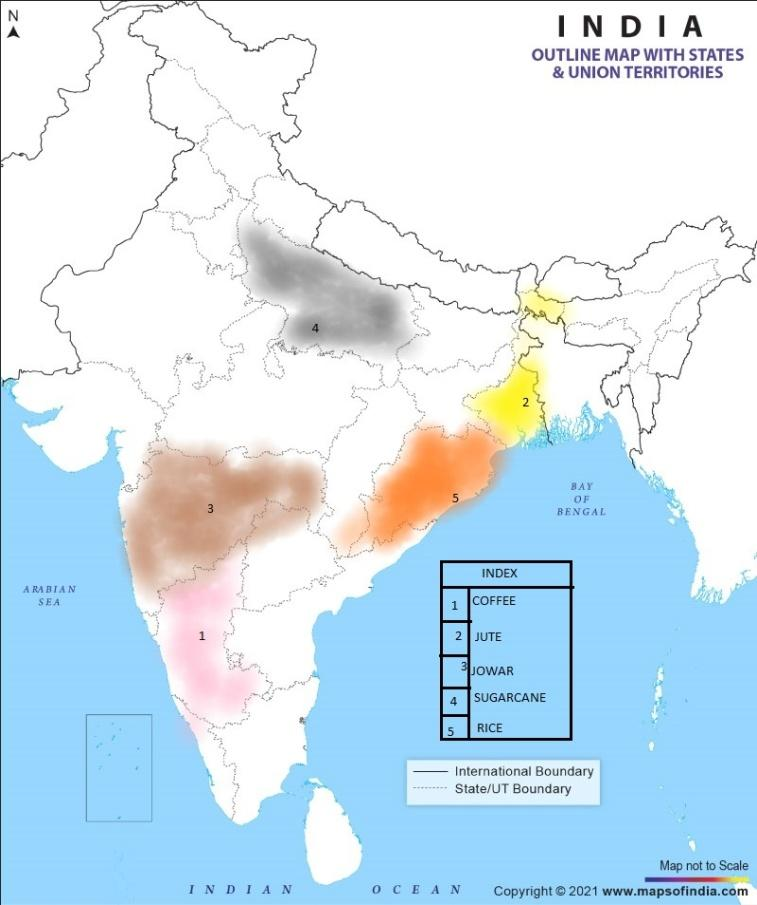 N
INDIA
OUTLINE MAP WITH STATES
& UNION TERRITORIES
4
2
3
5
BAY
OF
BENGAL
ARABIAN
SEA
1
INDEX
1 COFFEE
2 JUTE
3 JOWAR
4 SUGARCANE
5 RICE
International Boundary
State/UT Boundary
Map not to Scale
INDIAN OCEAN
Copyright © 2021 www.mapsofindia.com